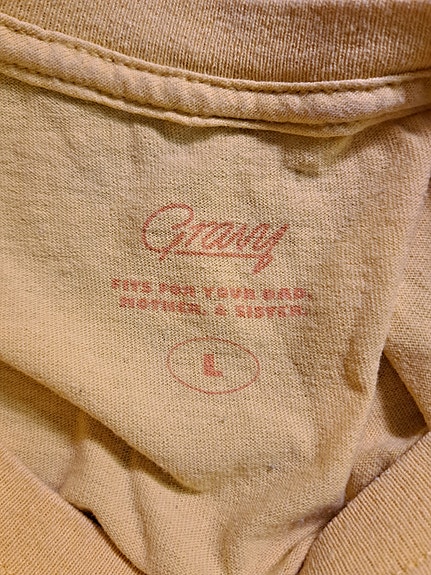 Gravy
FITS FOR YOUR DAD,
MOTHER, & SISTER
L